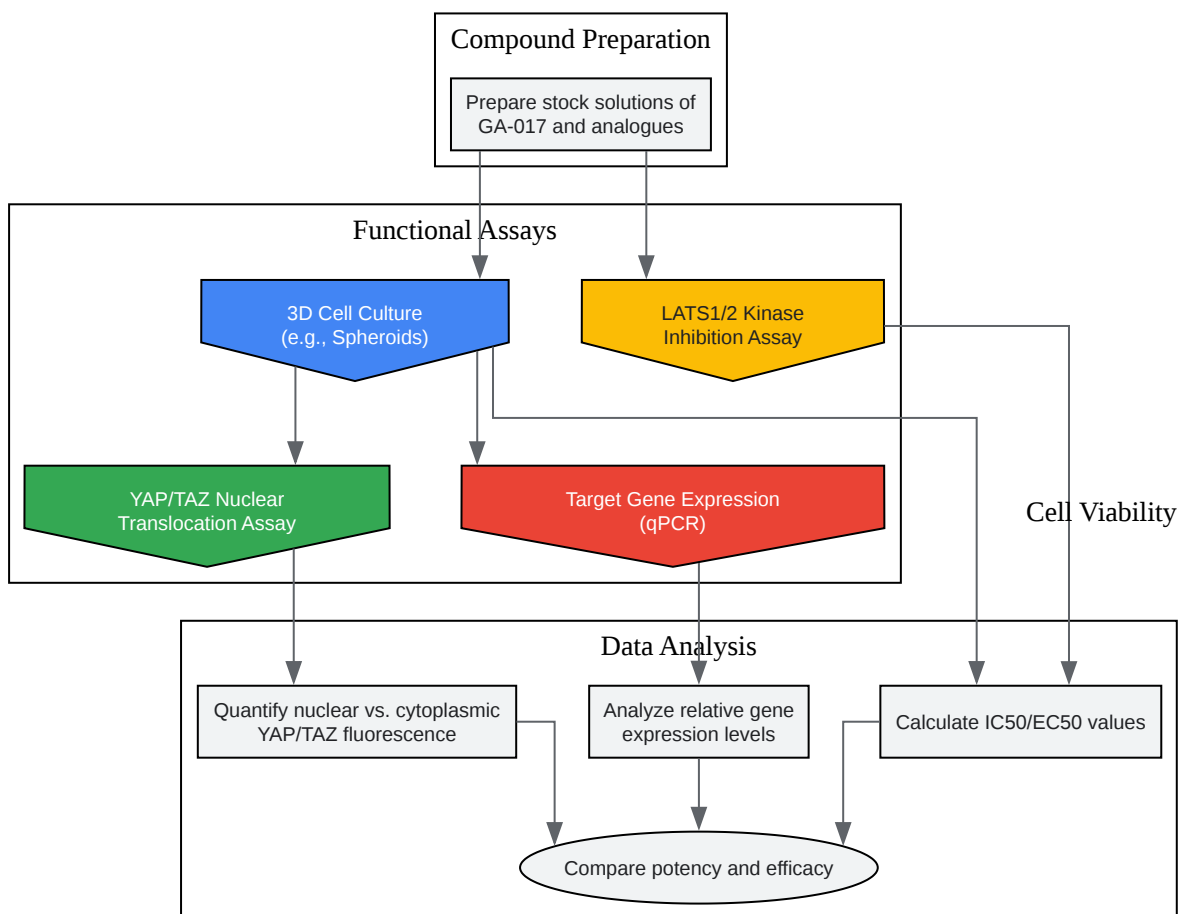 Compound Preparation
Prepare stock solutions of
GA-017 and analogues
Functional Assays
3D Cell Culture
(e.g., Spheroids)
LATS1/2 Kinase
Inhibition Assay
YAP/TAZ Nuclear
Translocation Assay
Target Gene Expression
(qPCR)
Cell Viability
Data Analysis
Quantify nuclear vs. cytoplasmic
YAP/TAZ fluorescence
Analyze relative gene
expression levels
Calculate IC50/EC50 values
Compare potency and efficacy